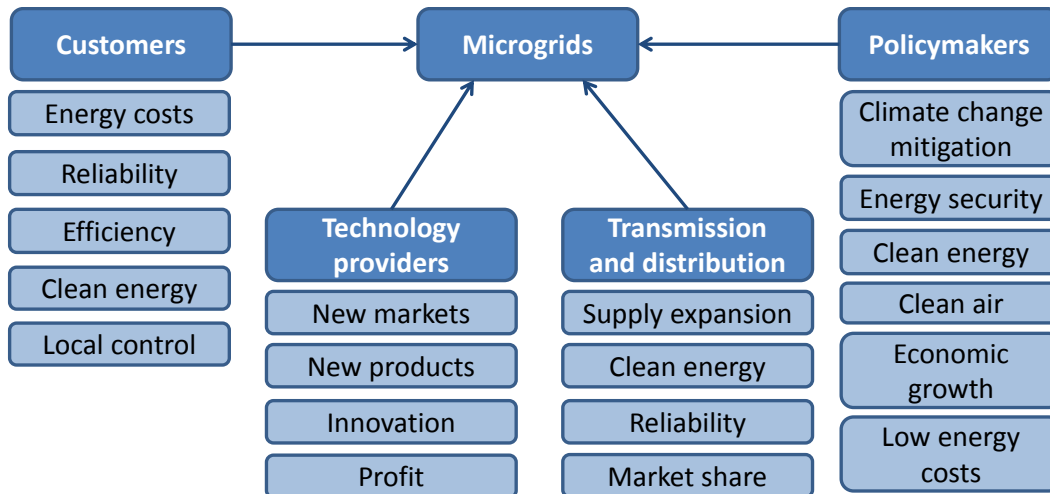 Customers
Microgrids
Policymakers
Energy costs
Reliability
Efficiency
Clean energy
Local control
Technology
providers
New markets
New products
Innovation
Profit
Transmission
and distribution
Supply expansion
Clean energy
Reliability
Market share
Climate change
mitigation
Energy security
Clean energy
Clean air
Economic
growth
Low energy
costs